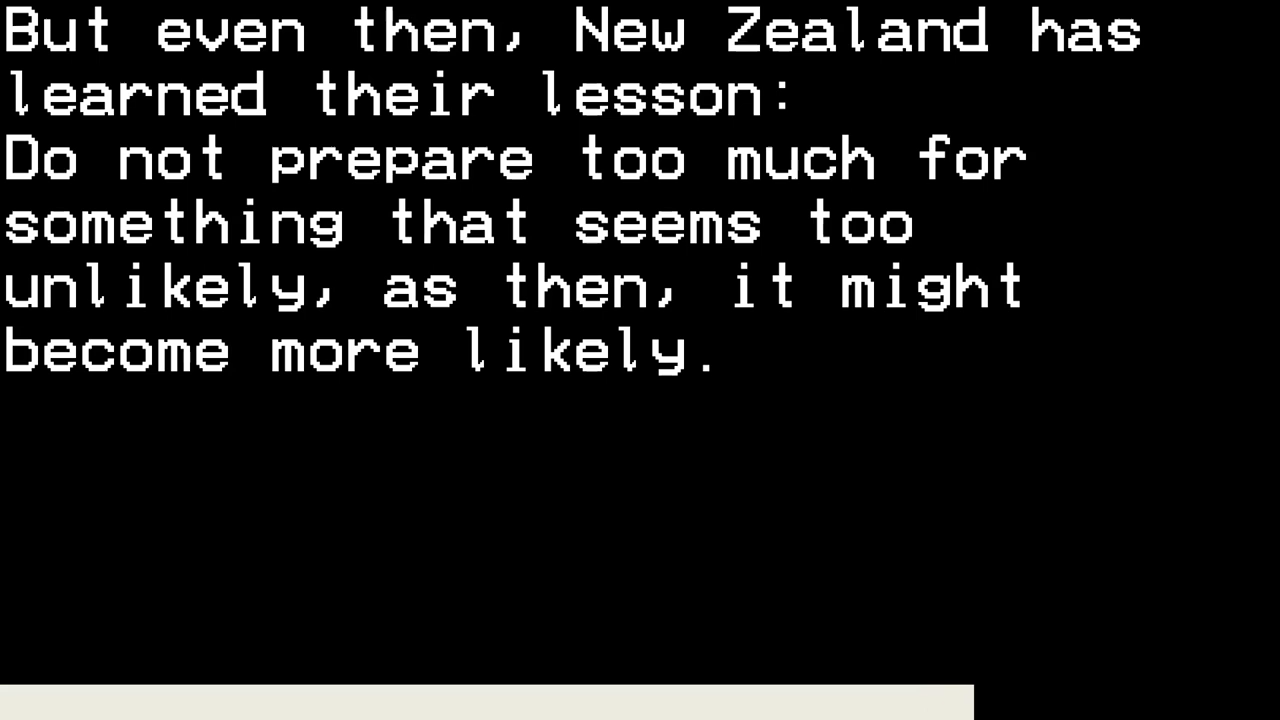 But even then, New Zealand has
learned their lesson:
Do not prepare too much for
something that seems too
unlikely, as then, it might
become more likely.